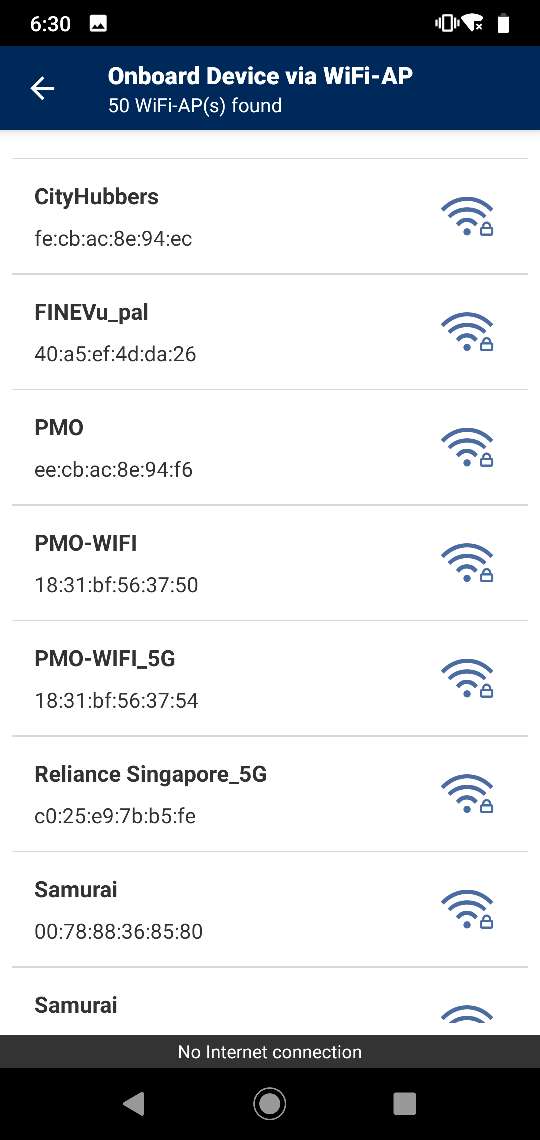 6:30
Onboard Device via WiFi-AP
50 WiFi-AP(s) found
CityHubbers
fe:cb:ac:8e:94:ec
FINEVu_pal
40:a5:ef:4d:da:26
PMO
ee:cb:ac:8e:94:f6
PMO-WIFI
18:31:bf:56:37:50
PMO-WIFI_5G
18:31:bf:56:37:54
Reliance Singapore_5G
c0:25:e9:7b:b5:fe
Samurai
00:78:88:36:85:80
Samurai
No Internet connection